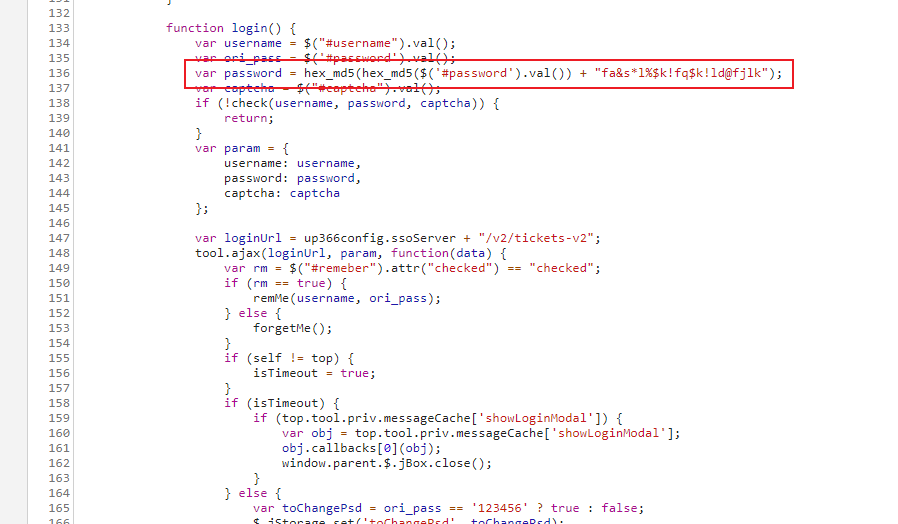 131 }
132
133 function login() {
134 var username = $("#username").val();
135 var ori_pass = $('#password').val();
136 var password = hex_md5(hex_md5($('#password').val()) + "fa&s*l%$k!fq$k!ld@fjlk");
137 var captcha = $("#captcha").val();
138 if (!check(username, password, captcha)) {
139 return;
140 }
141 var param = {
142 username: username,
143 password: password,
144 captcha: captcha
145 };
146
147 var loginUrl = up366config.ssoServer + "/v2/tickets-v2";
148 tool.ajax(loginUrl, param, function(data) {
149 var rm = $("#remeber").attr("checked") == "checked";
150 if (rm == true) {
151 remMe(username, ori_pass);
152 } else {
153 forgetMe();
154 }
155 if (self != top) {
156 isTimeout = true;
157 }
158 if (isTimeout) {
159 if (top.tool.priv.messageCache['showLoginModal']) {
160 var obj = top.tool.priv.messageCache['showLoginModal'];
161 obj.callbacks[0](obj);
162 window.parent.$.jBox.close();
163 }
164 } else {
165 var toChangePsd = ori_pass == '123456' ? true : false;
166 $.jStorage.set('toChangePsd', toChangePsd);